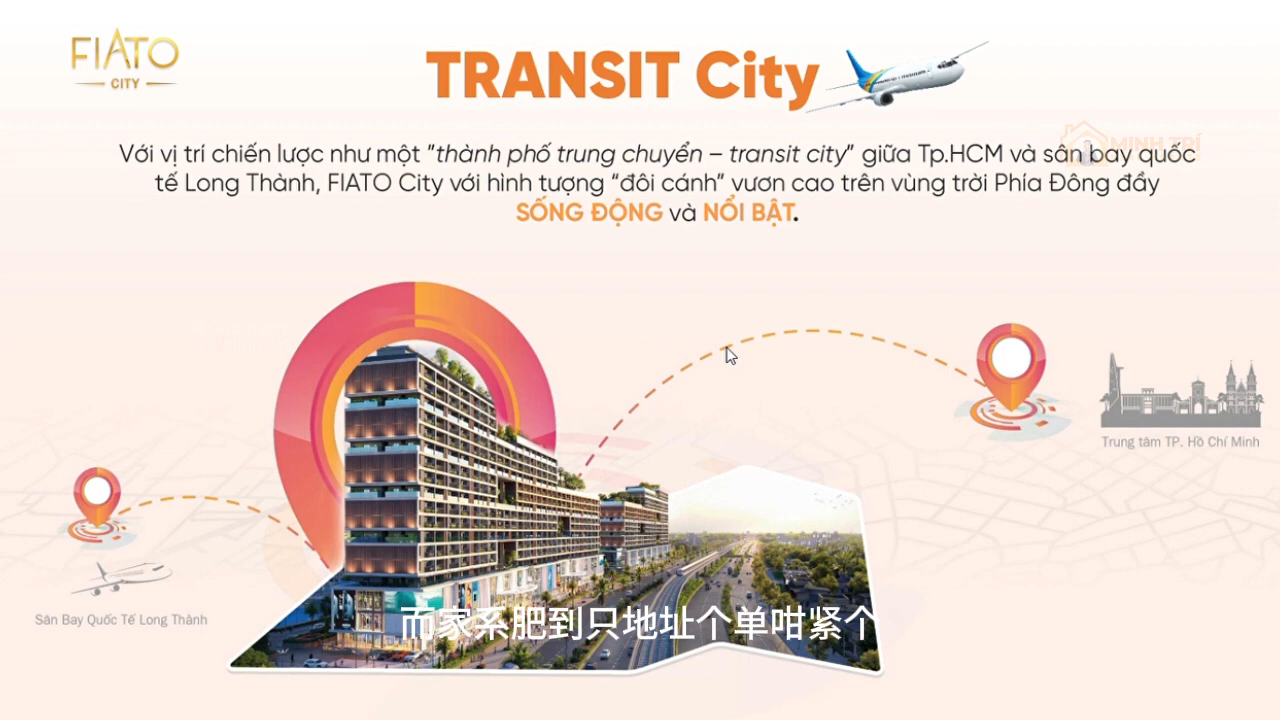 FIATO
CITY
TRANSIT City
MINH TRÍ
Với vị trí chiến lược như một "thành phố trung chuyển – transit city" giữa Tp.HCM và sân bay quốc
tế Long Thành, FIATO City với hình tượng "đôi cánh" vươn cao trên vùng trời Phía Đông đầy
SỐNG ĐỘNG và NỔI BẬT.
Trung tâm TP. Hồ Chí Minh
Sân Bay Quốc Tế Long Thành
而家系肥到只地址个单咁紧个